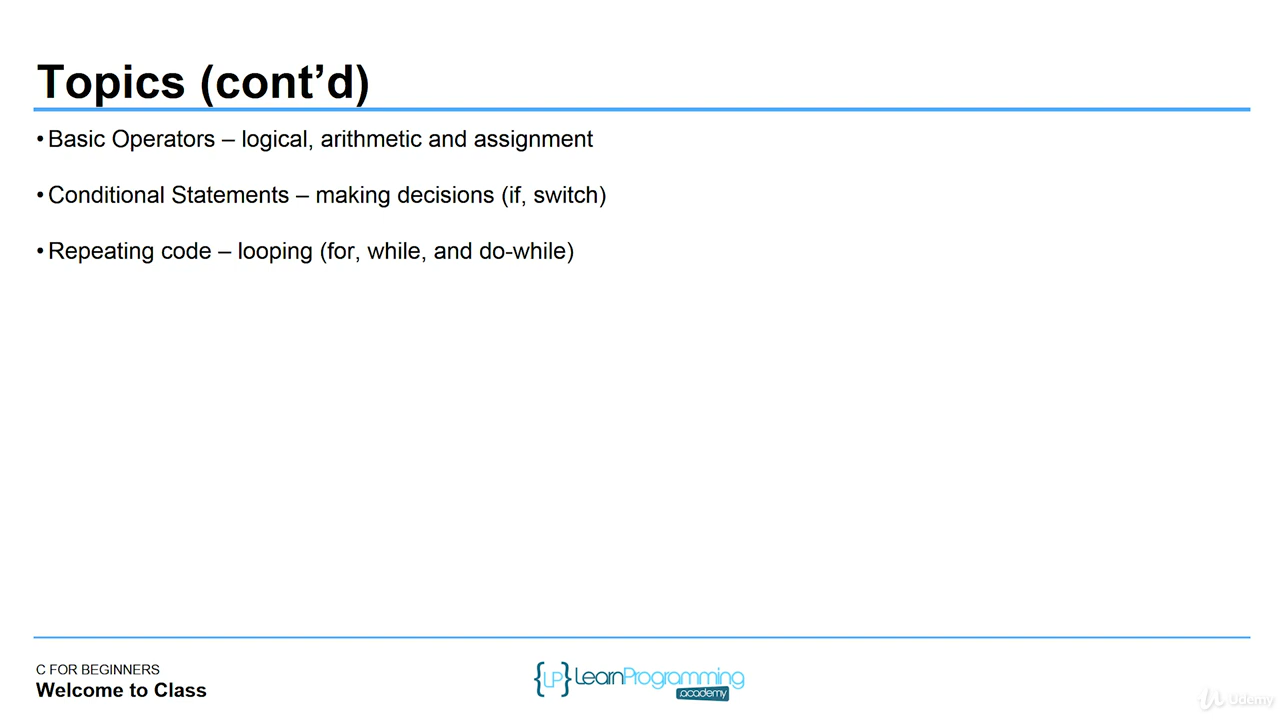 Topics (cont’d)
• Basic Operators – logical, arithmetic and assignment
• Conditional Statements – making decisions (if, switch)
• Repeating code – looping (for, while, and do-while)
C FOR BEGINNERS
Welcome to Class
{LP} LearnProgramming
.academy
Udemy